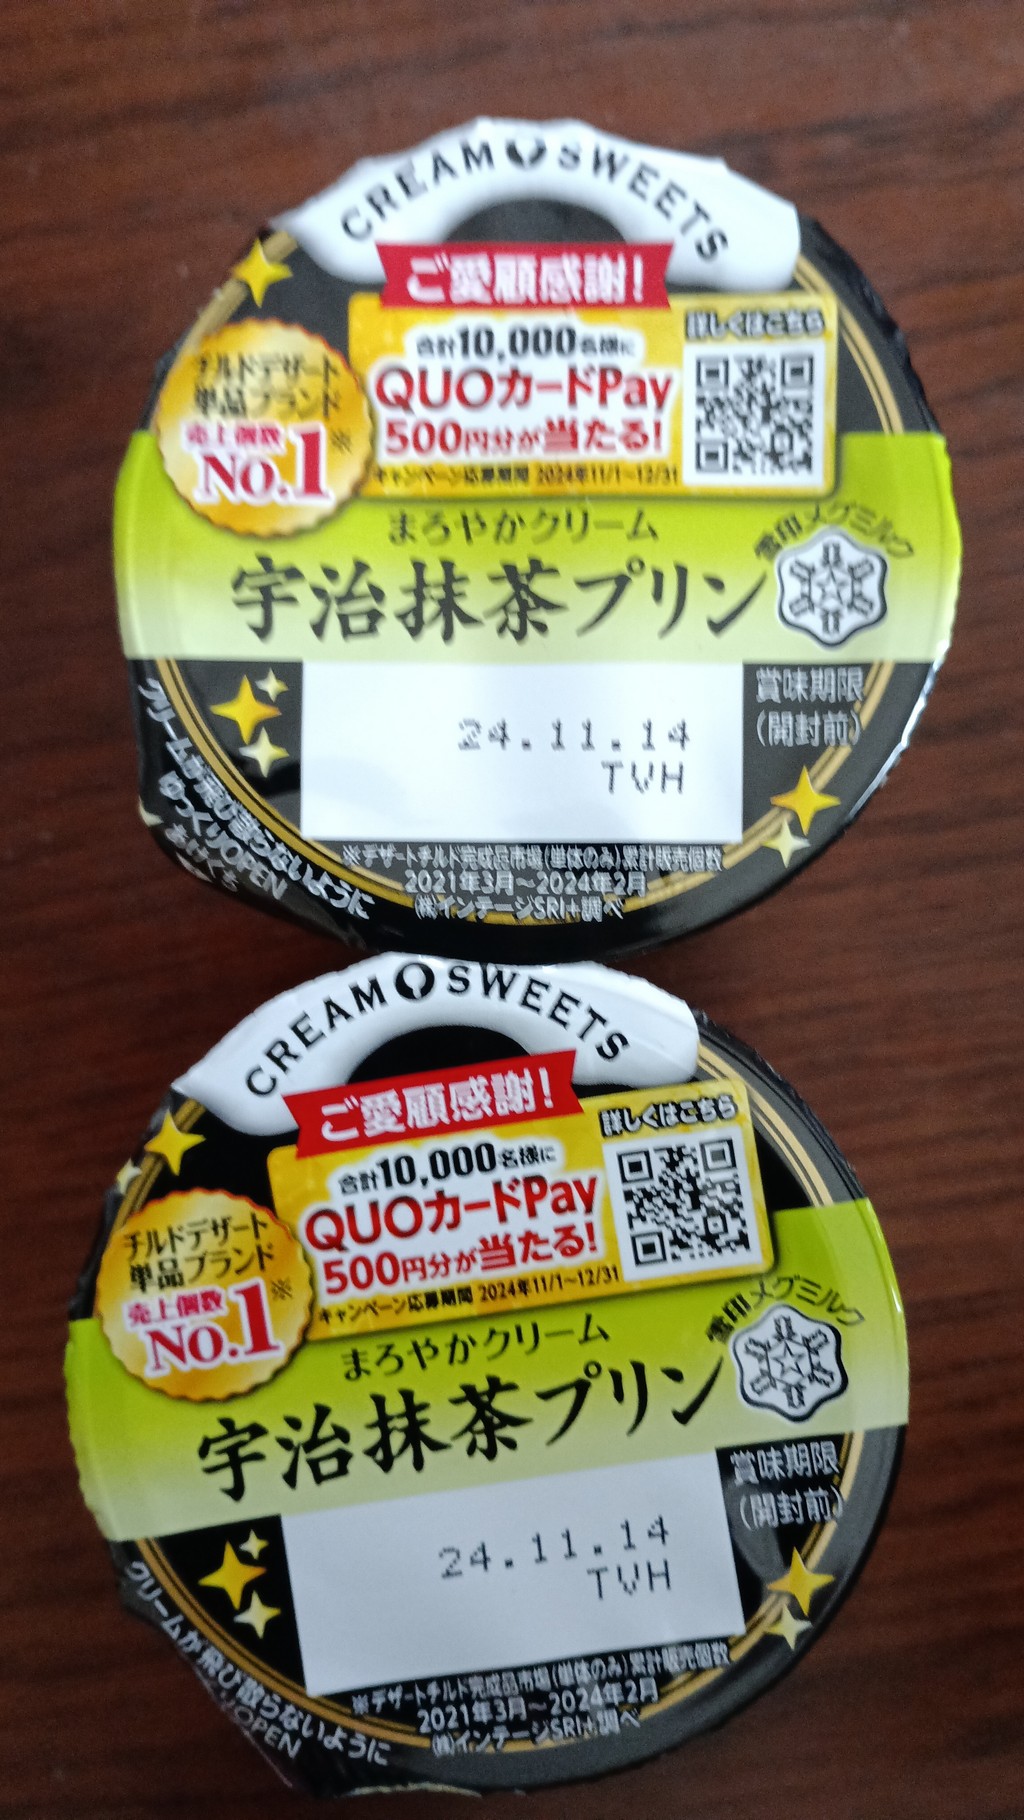 CREAM SWEETS
ご愛顧感謝!
合計10,000名様に
QUOカードPay
500円分が当たる!
キャンペーン応募期間 2024年11/1~12/31
詳しくはこちら
チルドデザート
単品ブランド
売上個数※
No.1
まろやかクリーム
宇治抹茶プリン
雪印メグミルク
賞味期限
(開封前)
24.11.14
TVH
クリームが飛び散らないように
ゆっくりOPEN
あけくち
※デザートチルド完成品市場(単体のみ)累計販売個数
2021年3月~2024年2月
㈱インテージSRI+調べ
CREAM SWEETS
ご愛顧感謝!
合計10,000名様に
QUOカードPay
500円分が当たる!
キャンペーン応募期間 2024年11/1~12/31
詳しくはこちら
チルドデザート
単品ブランド
売上個数※
No.1
まろやかクリーム
宇治抹茶プリン
雪印メグミルク
賞味期限
(開封前)
24.11.14
TVH
クリームが飛び散らないように
OPEN
※デザートチルド完成品市場(単体のみ)累計販売個数
2021年3月~2024年2月
㈱インテージSRI+調べ